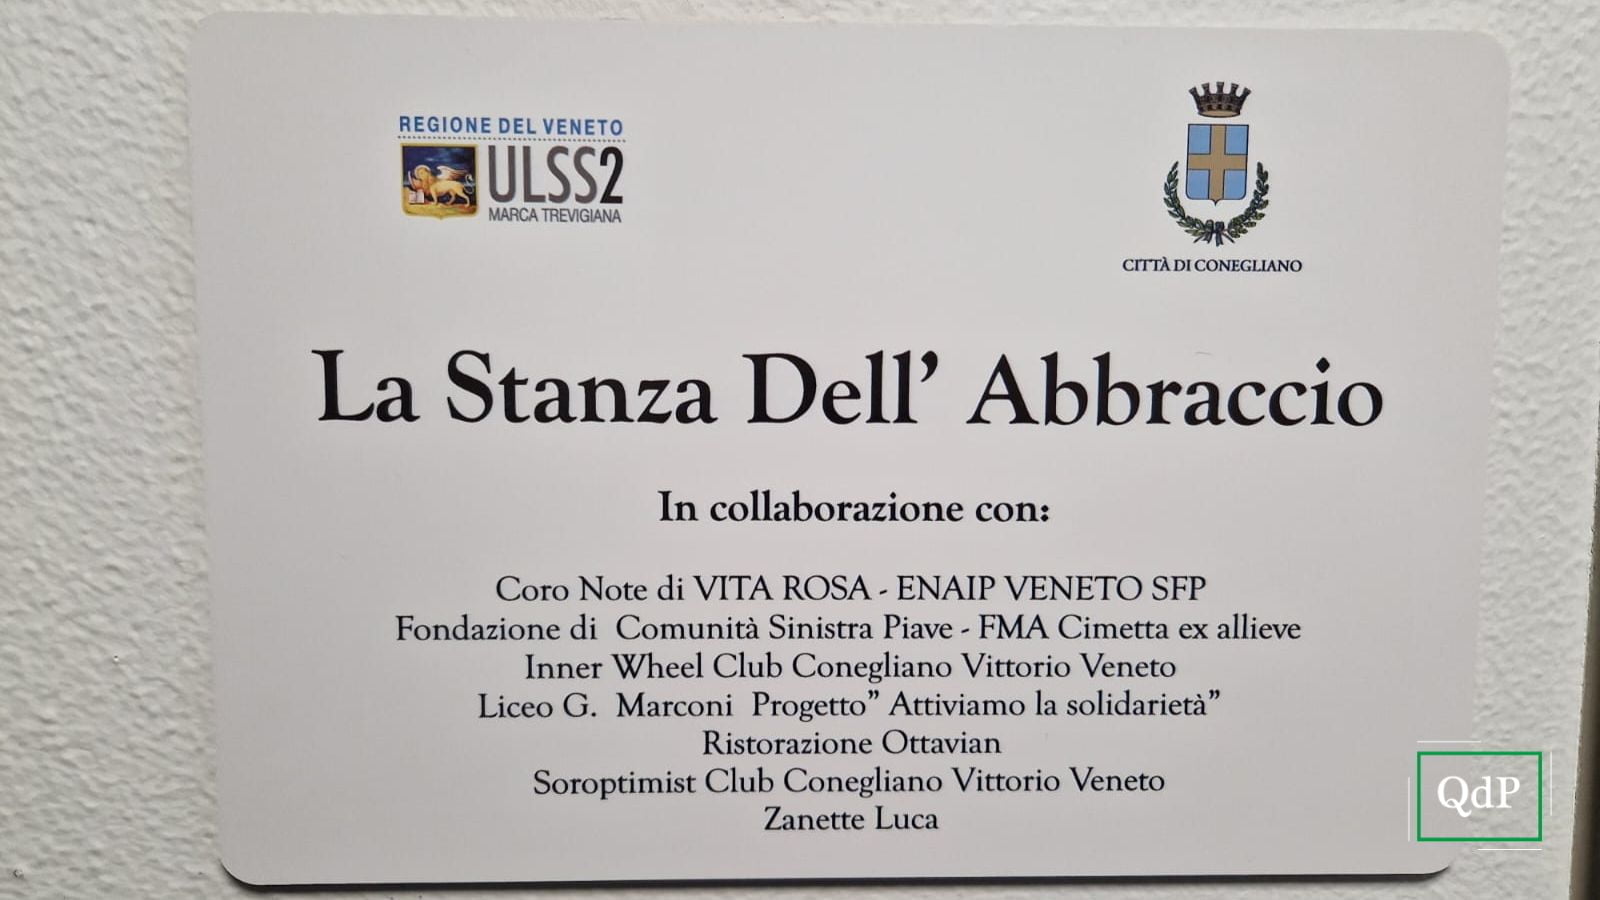 REGIONE DEL VENETO
ULSS2
MARCA TREVIGIANA
CITTÀ DI CONEGLIANO
La Stanza Dell' Abbraccio
In collaborazione con:
Coro Note di VITA ROSA - ENAIP VENETO SFP
Fondazione di  Comunità Sinistra Piave - FMA Cimetta ex allieve
Inner Wheel Club Conegliano Vittorio Veneto
Liceo G.  Marconi  Progetto” Attiviamo la solidarietà”
Ristorazione Ottavian
Soroptimist Club Conegliano Vittorio Veneto
Zanette Luca
QdP